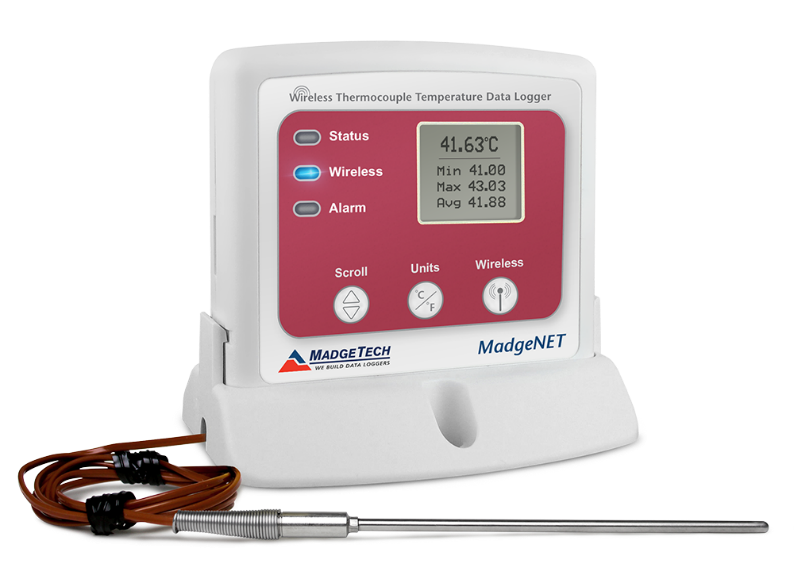 Wireless Thermocouple Temperature Data Logger
Status
Wireless
Alarm
41.63°C
Min 41.00
Max 43.03
Avg 41.88
Scroll
Units
Wireless
°C
°F
MADGETECH
WE BUILD DATA LOGGERS
MadgeNET